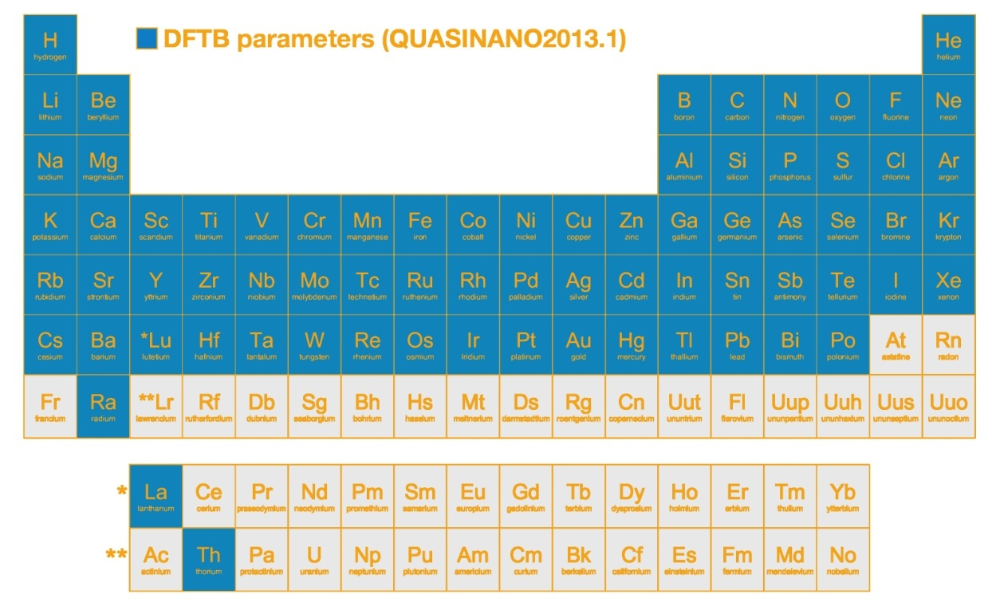 DFTB parameters (QUASINANO2013.1)
H He
hydrogen helium
Li Be B C N O F Ne
lithium beryllium boron carbon nitrogen oxygen fluorine neon
Na Mg Al Si P S Cl Ar
sodium magnesium aluminium silicon phosphorus sulfur chlorine argon
K Ca Sc Ti V Cr Mn Fe Co Ni Cu Zn Ga Ge As Se Br Kr
potassium calcium scandium titanium vanadium chromium manganese iron cobalt nickel copper zinc gallium germanium arsenic selenium bromine krypton
Rb Sr Y Zr Nb Mo Tc Ru Rh Pd Ag Cd In Sn Sb Te I Xe
rubidium strontium yttrium zirconium niobium molybdenum technetium ruthenium rhodium palladium silver cadmium indium tin antimony tellurium iodine xenon
Cs Ba *Lu Hf Ta W Re Os Ir Pt Au Hg Tl Pb Bi Po At Rn
cesium barium lutetium hafnium tantalum tungsten rhenium osmium Iridium platinum gold mercury thallium lead bismuth polonium astatine radon
Fr Ra **Lr Rf Db Sg Bh Hs Mt Ds Rg Cn Uut Fl Uup Uuh Uus Uuo
francium radium lawrencium rutherfordium dubnium seaborgium bohrium hassium meitnerium darmstadtium roentgenium copernecium ununtrium flerovium ununpentium ununhexium ununseptium ununoctium
* La Ce Pr Nd Pm Sm Eu Gd Tb Dy Ho Er Tm Yb
lanthanum cerium praseodymium neodymium promethium samarium europium gadolinium terbium dysprosium holmium erbium thulium ytterbium
** Ac Th Pa U Np Pu Am Cm Bk Cf Es Fm Md No
actinium thorium protactinium uranium neptunium plutonium americium curium berkelium californium einsteinium fermium mendelevium nobelium